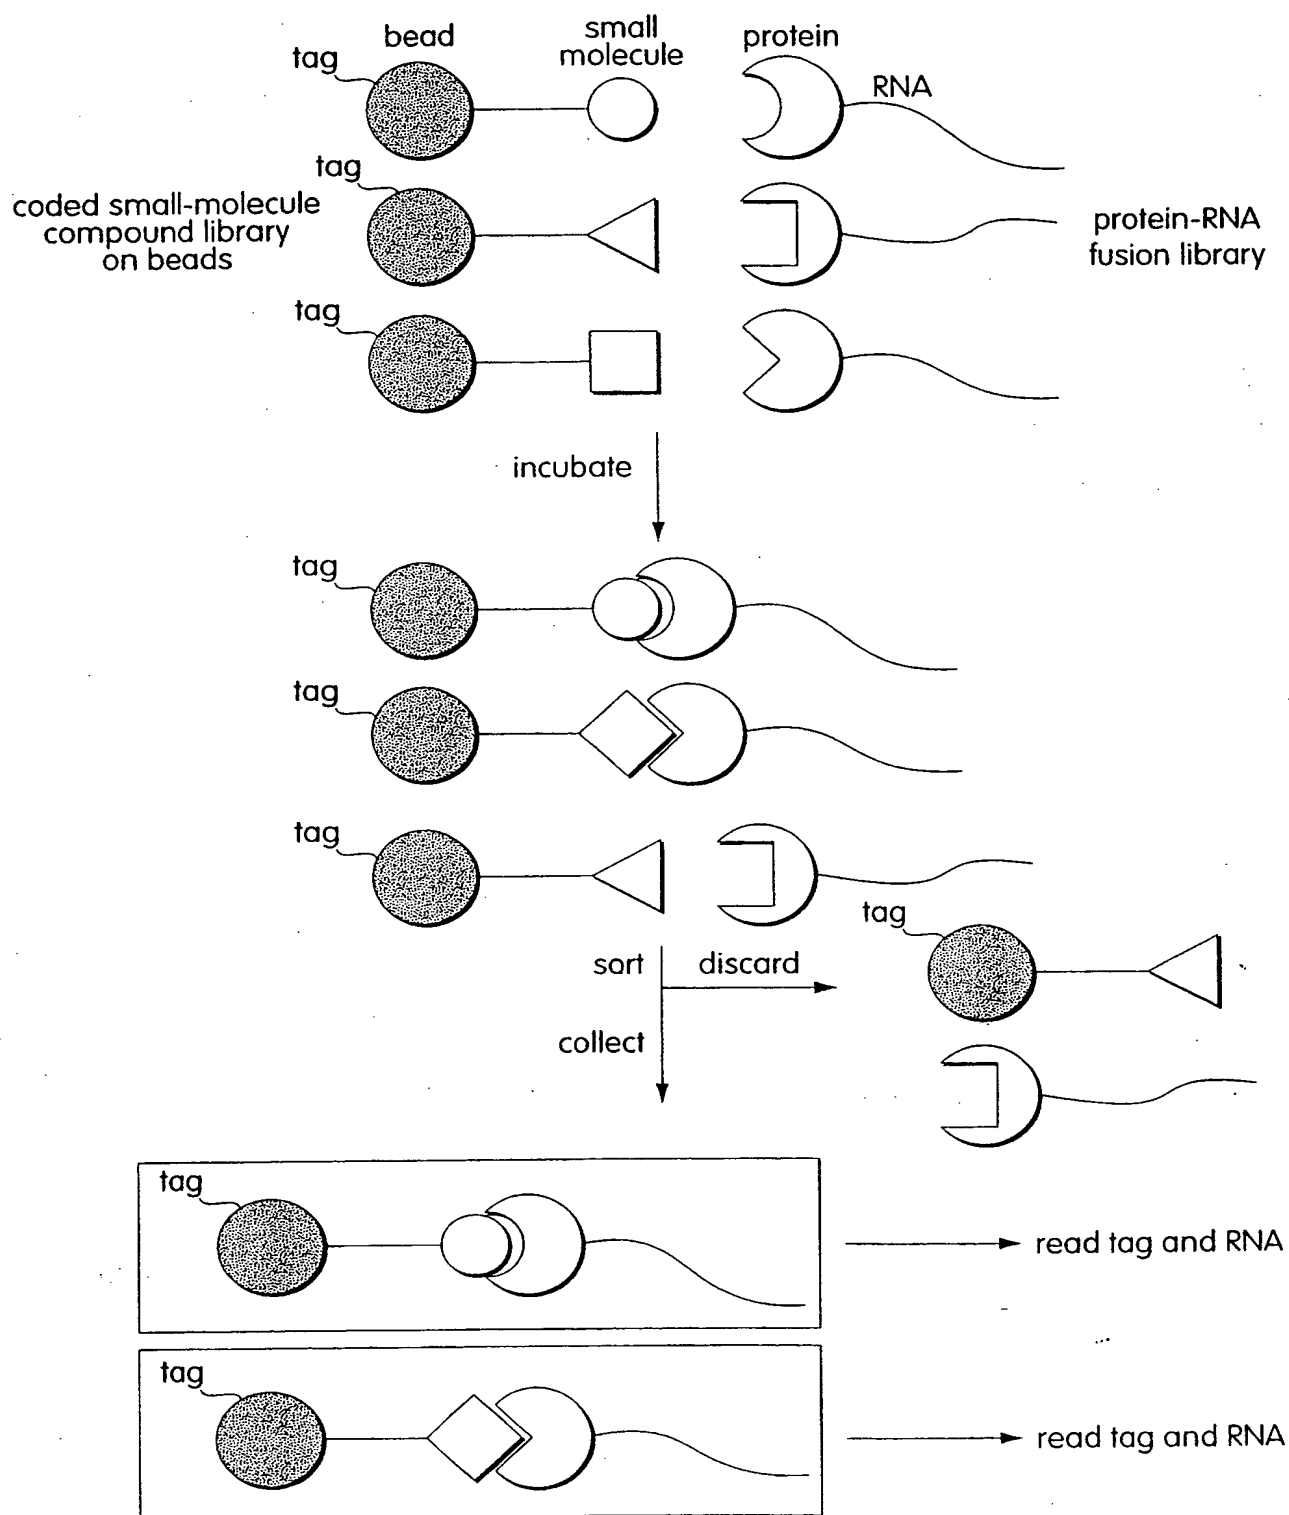 bead
small
molecule
protein
tag
RNA
tag
coded small-molecule
compound library
on beads
protein-RNA
fusion library
tag
incubate
tag
tag
tag
tag
sort
discard
collect
tag
read tag and RNA
tag
read tag and RNA